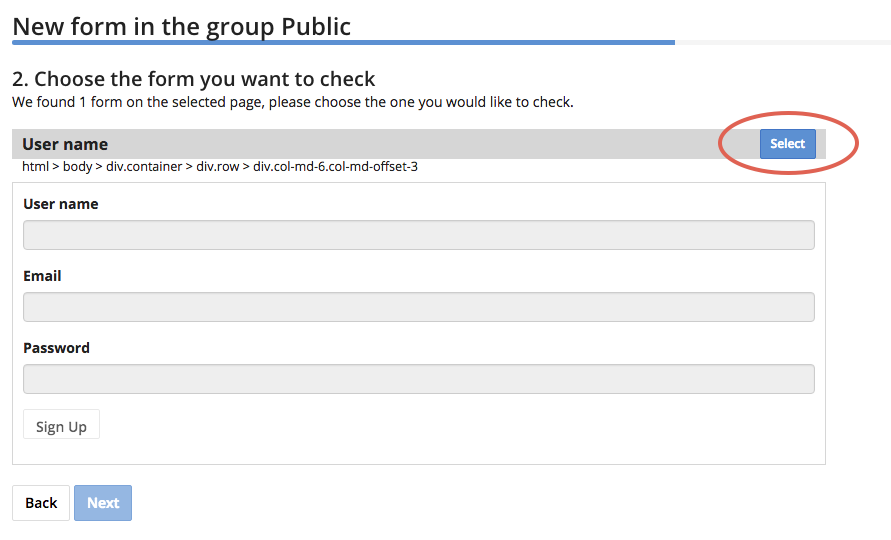 New form in the group Public
2. Choose the form you want to check
We found 1 form on the selected page, please choose the one you would like to check.
User name Select
html > body > div.container > div.row > div.col-md-6.col-md-offset-3
User name
Email
Password
Sign Up
Back Next